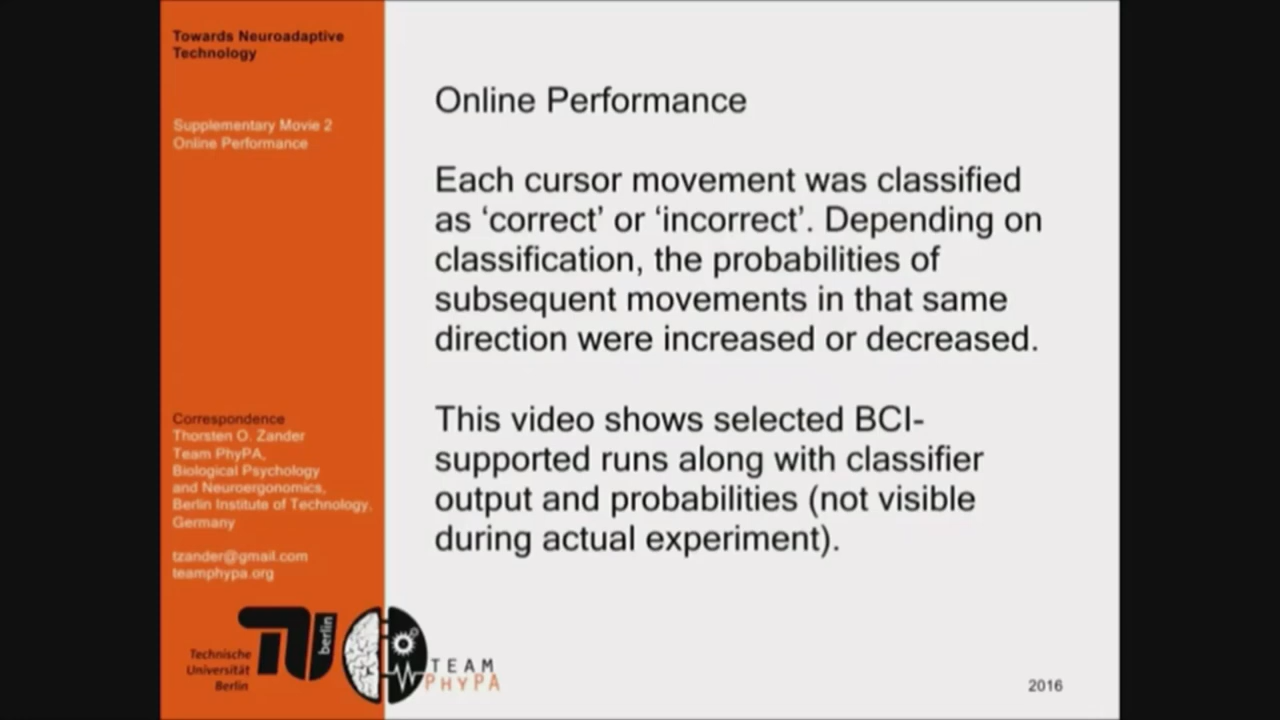 Towards Neuroadaptive
Technology
Supplementary Movie 2
Online Performance
Correspondence
Thorsten O. Zander
Team PhyPA,
Biological Psychology
and Neuroergonomics,
Berlin Institute of Technology,
Germany
tzander@gmail.com
teamphypa.org
Technische
Universität
Berlin
berlin
TEAM
PHYPA
Online Performance
Each cursor movement was classified
as ‘correct’ or ‘incorrect’. Depending on
classification, the probabilities of
subsequent movements in that same
direction were increased or decreased.
This video shows selected BCI-
supported runs along with classifier
output and probabilities (not visible
during actual experiment).
2016